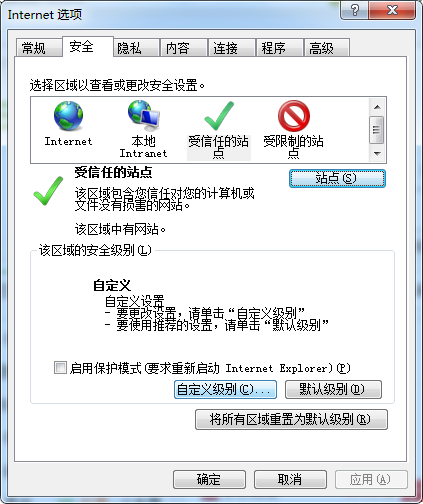 Internet 选项
常规 安全 隐私 内容 连接 程序 高级
选择区域以查看或更改安全设置。
Internet
本地
Intranet
受信任的站
点
受限制的站
点
受信任的站点
站点(S)
该区域包含您信任对您的计算机或
文件没有损害的网站。
该区域中有网站。
该区域的安全级别(L)
自定义
自定义设置
- 要更改设置，请单击“自定义级别”
- 要使用推荐的设置，请单击“默认级别”
启用保护模式(要求重新启动 Internet Explorer)(P)
自定义级别(C)... 默认级别(D)
将所有区域重置为默认级别(R)
确定 取消 应用(A)